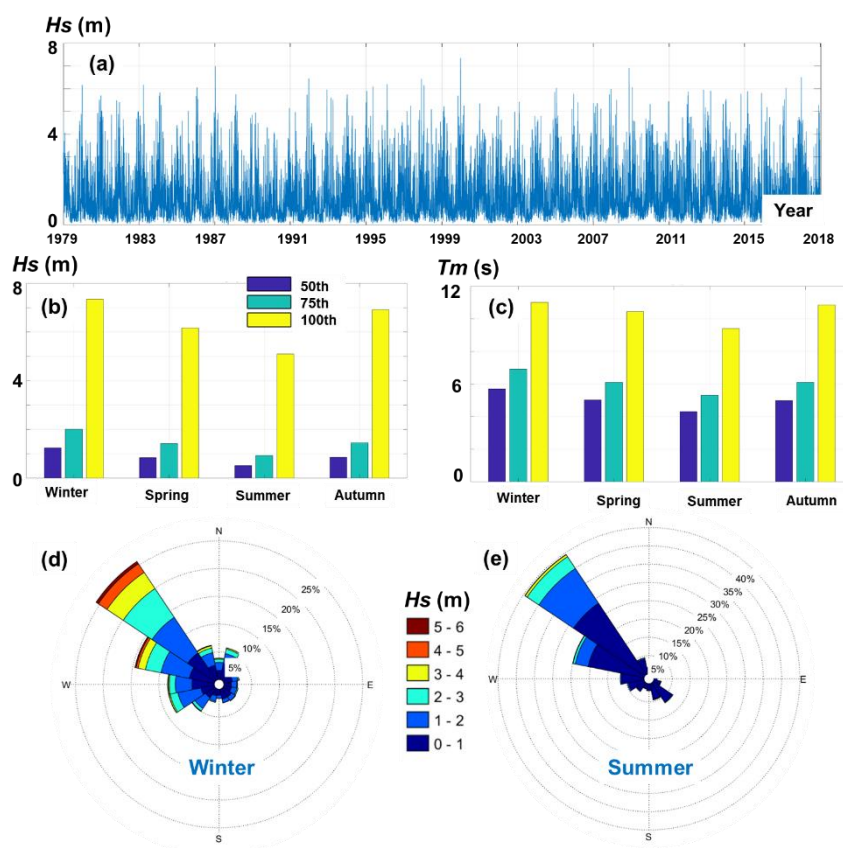 Hs (m)
8
(a)
4
0
Year
1979 1983 1987 1991 1995 1999 2003 2007 2011 2015 2018
Hs (m)
8
(b)
50th
75th
100th
4
0
Winter Spring Summer Autumn
Tm (s)
12
(c)
6
0
Winter Spring Summer Autumn
(d)
N
25%
20%
15%
10%
5%
W
E
Winter
S
Hs (m)
5 - 6
4 - 5
3 - 4
2 - 3
1 - 2
0 - 1
(e)
N
40%
35%
30%
25%
20%
15%
10%
5%
W
E
Summer
S